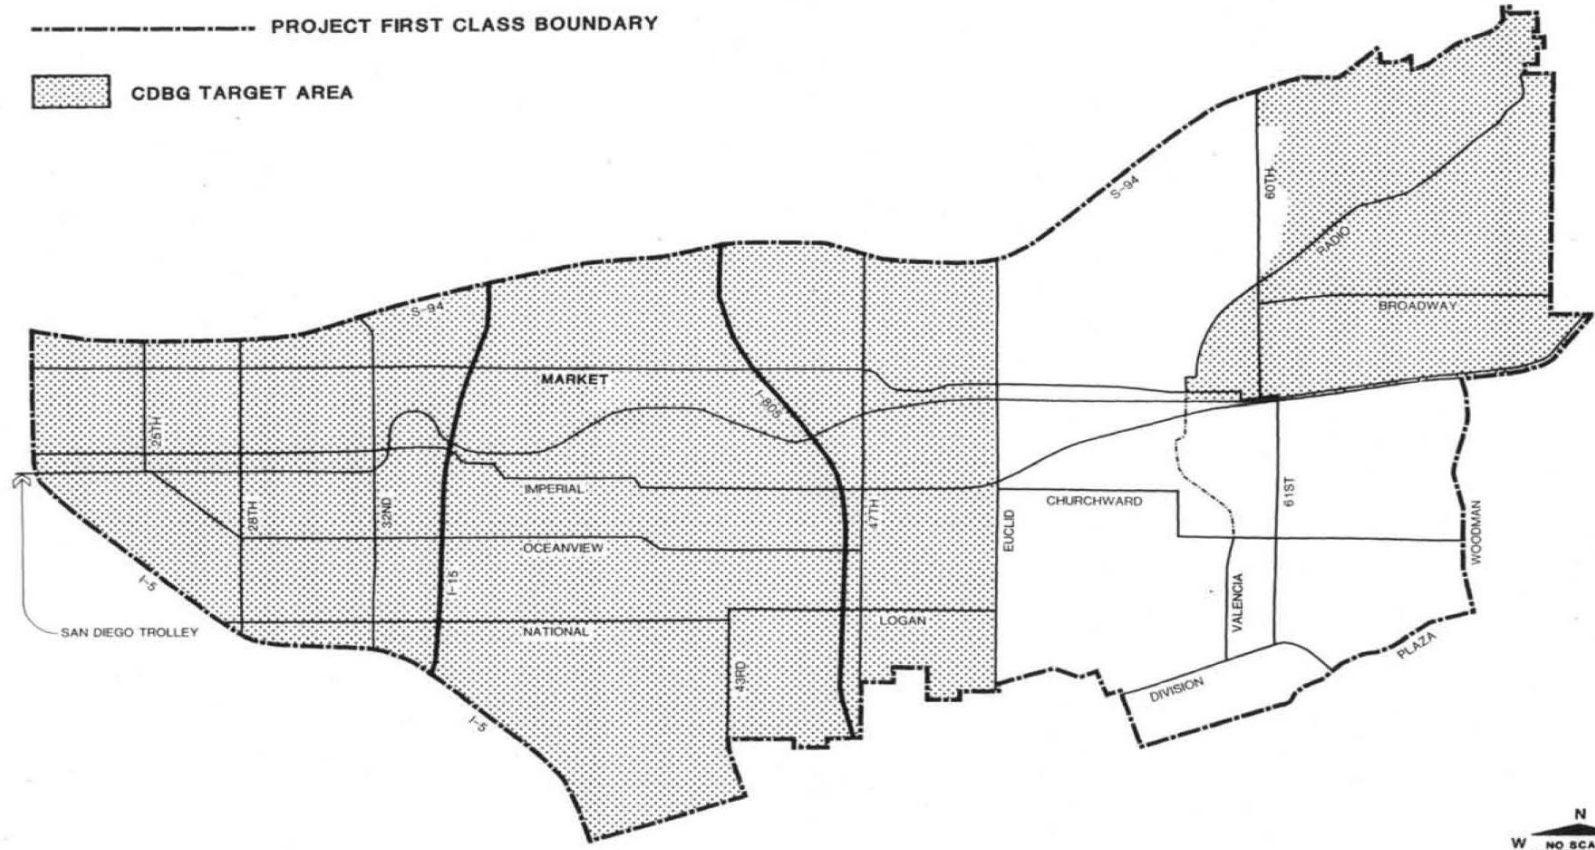 PROJECT FIRST CLASS BOUNDARY
CDBG TARGET AREA
S-94
60TH
RADIO
BROADWAY
S-94
MARKET
I-805
25TH
28TH
32ND
IMPERIAL
47TH
EUCLID
CHURCHWARD
61ST
WOODMAN
OCEANVIEW
I-5
I-15
VALENCIA
SAN DIEGO TROLLEY
NATIONAL
LOGAN
43RD
PLAZA
DIVISION
I-5
N
W